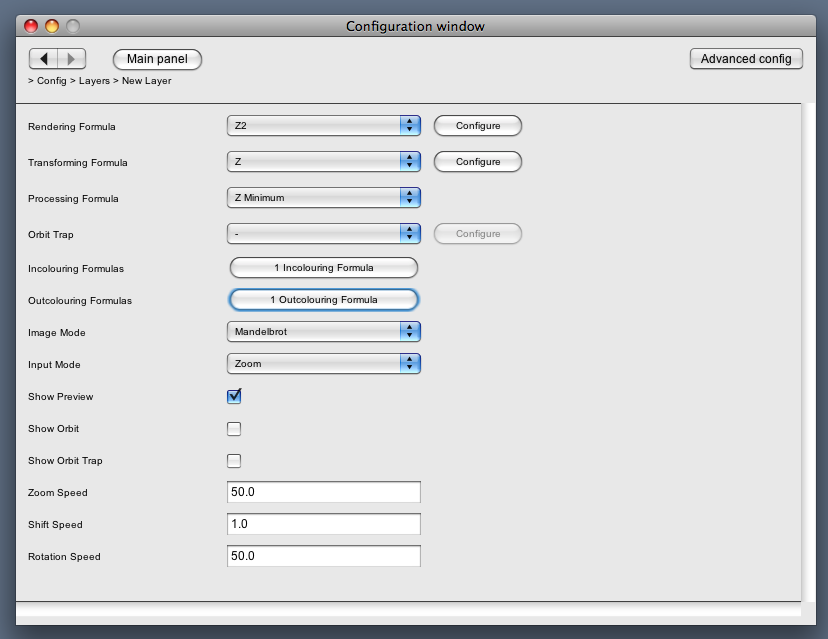 Configuration window
Main panel
Advanced config
> Config > Layers > New Layer
Rendering Formula Z2 Configure
Transforming Formula Z Configure
Processing Formula Z Minimum
Orbit Trap - Configure
Incolouring Formulas 1 Incolouring Formula
Outcolouring Formulas 1 Outcolouring Formula
Image Mode Mandelbrot
Input Mode Zoom
Show Preview
Show Orbit
Show Orbit Trap
Zoom Speed 50.0
Shift Speed 1.0
Rotation Speed 50.0